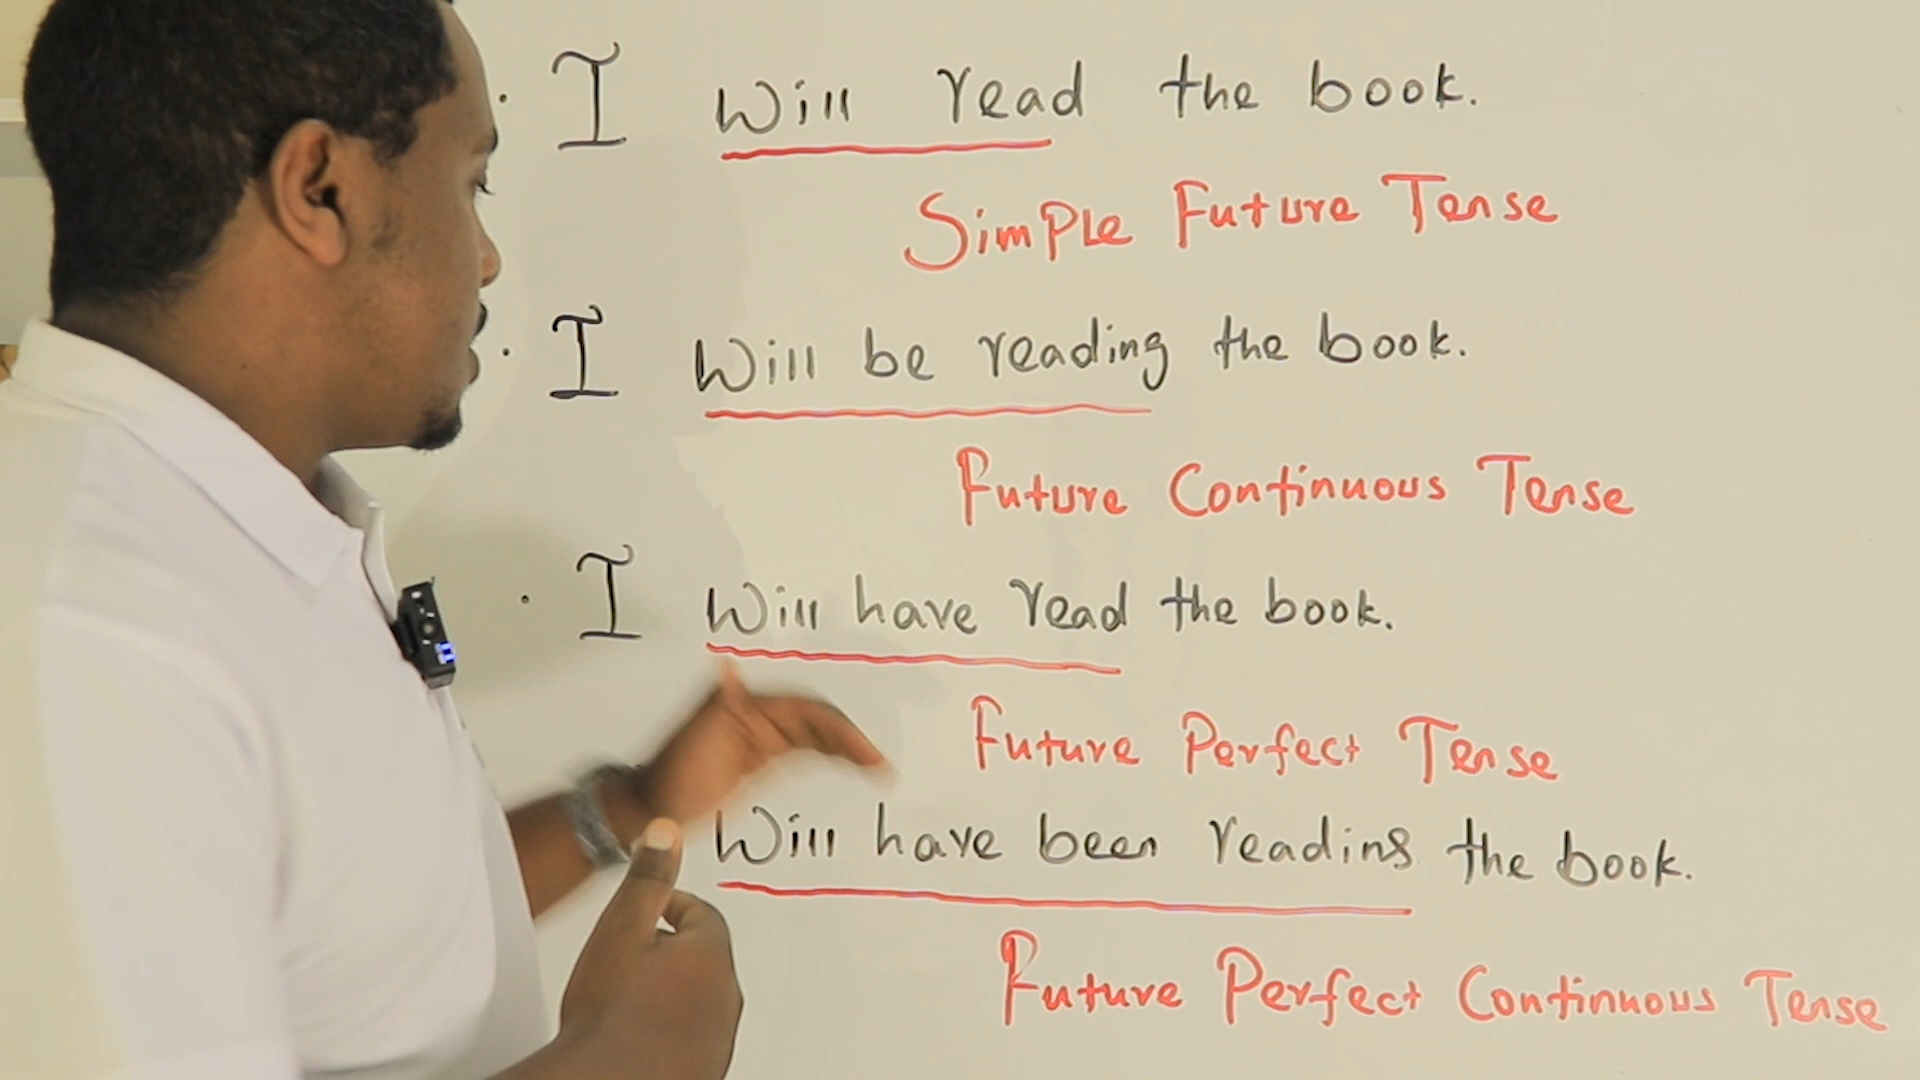 · I Will read the book.
Simple Future Tense
· I Will be reading the book.
Future Continuous Tense
· I Will have read the book.
Future Perfect Tense
Will have been reading the book.
Future Perfect Continuous Tense